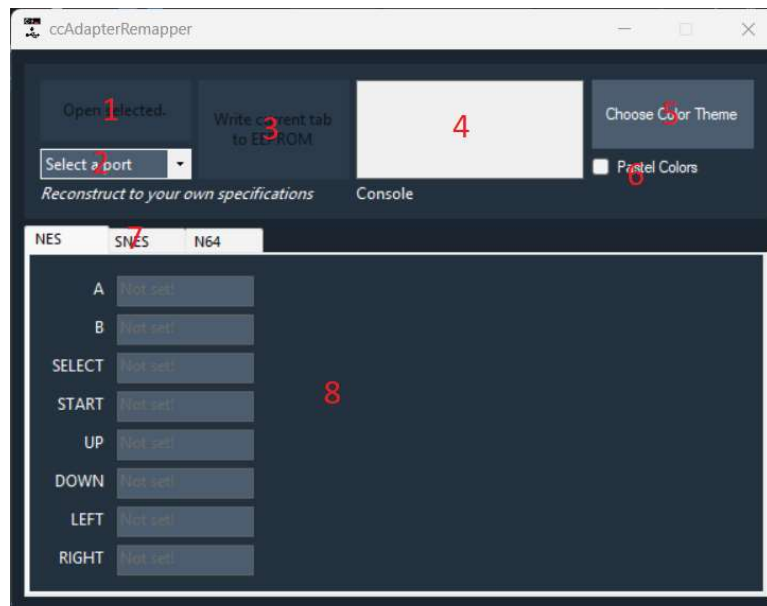 ccAdapterRemapper
Open selected.
1
Write current tab
to EEPROM
3
4
Choose Color Theme
5
Select a port
2
Pastel Colors
6
Reconstruct to your own specifications
Console
NES
SNES
7
N64
A Not set!
B Not set!
SELECT Not set!
START Not set!
UP Not set!
DOWN Not set!
LEFT Not set!
RIGHT Not set!
8